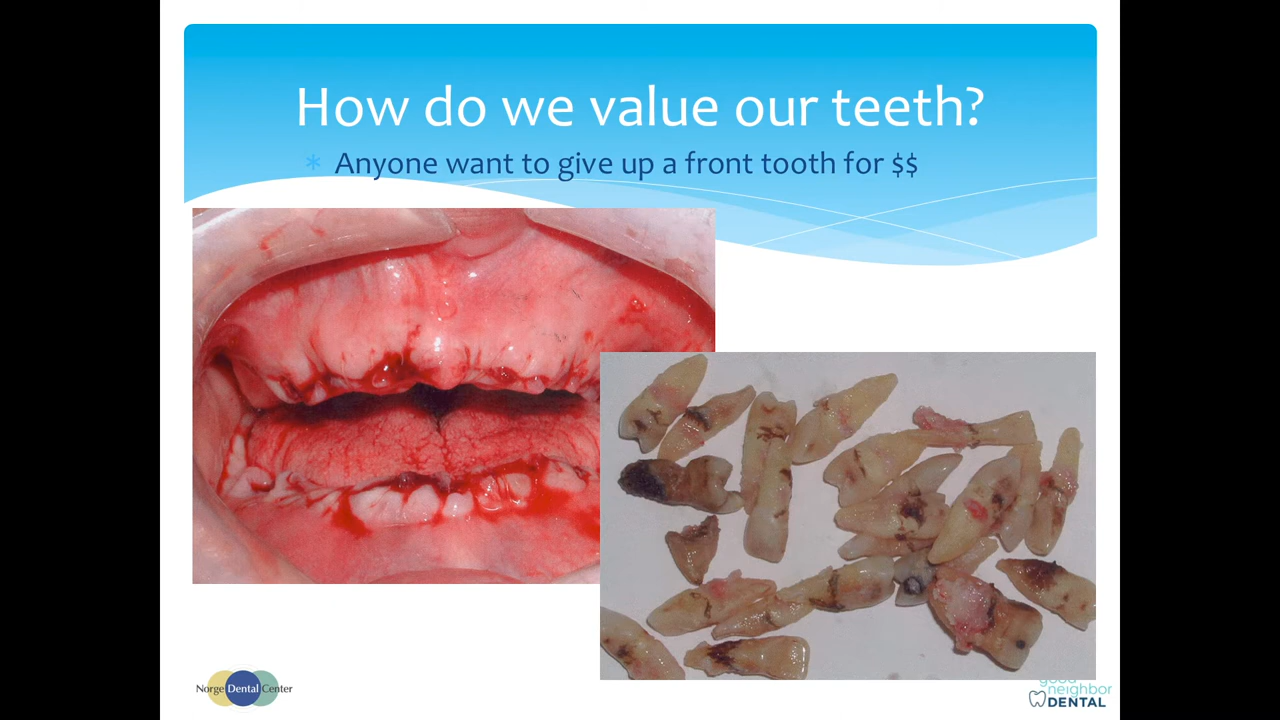 How do we value our teeth?
* Anyone want to give up a front tooth for $$
Norge Dental Center
good
neighbor
DENTAL